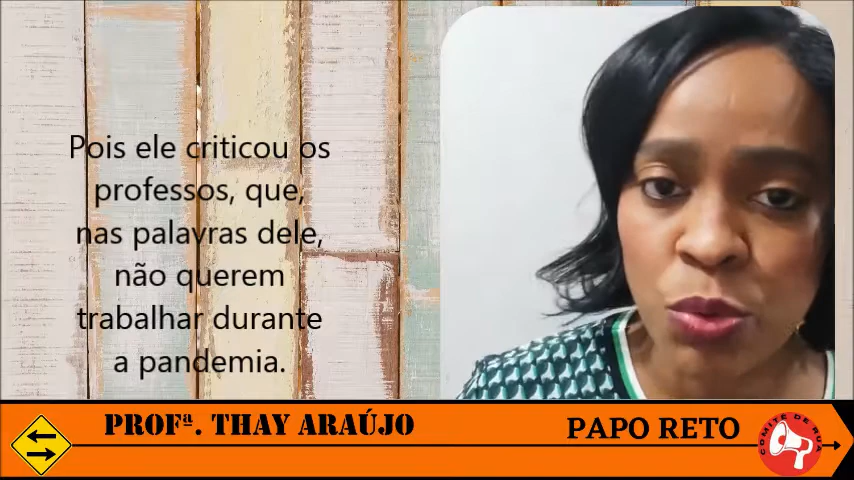 Pois ele criticou os
professos, que,
nas palavras dele,
não querem
trabalhar durante
a pandemia.
PROFª. THAY ARAÚJO
PAPO RETO
COMITÊ DE RUA